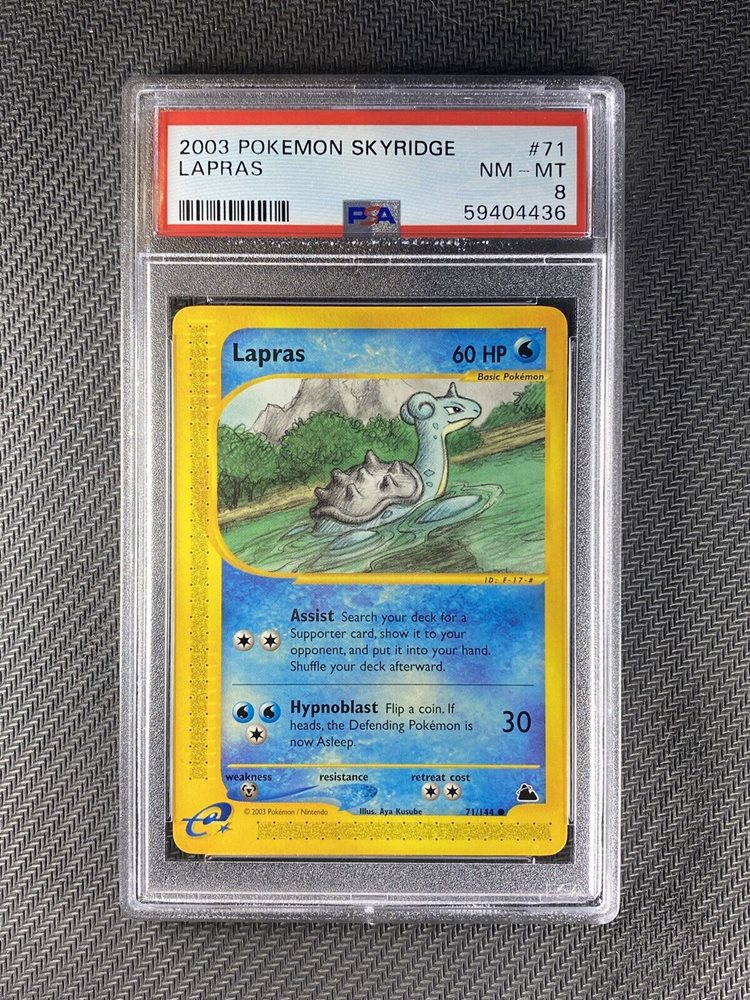 2003 POKEMON SKYRIDGE #71
LAPRAS NM - MT
8
PSA 59404436
Lapras 60 HP
Basic Pokémon
ID: F-17-#
Assist Search your deck for a
Supporter card, show it to your
opponent, and put it into your hand.
Shuffle your deck afterward.
Hypnoblast Flip a coin. If
heads, the Defending Pokémon is
now Asleep.
30
weakness resistance retreat cost
e
© 2003 Pokémon / Nintendo Illus. Aya Kusube 71/144